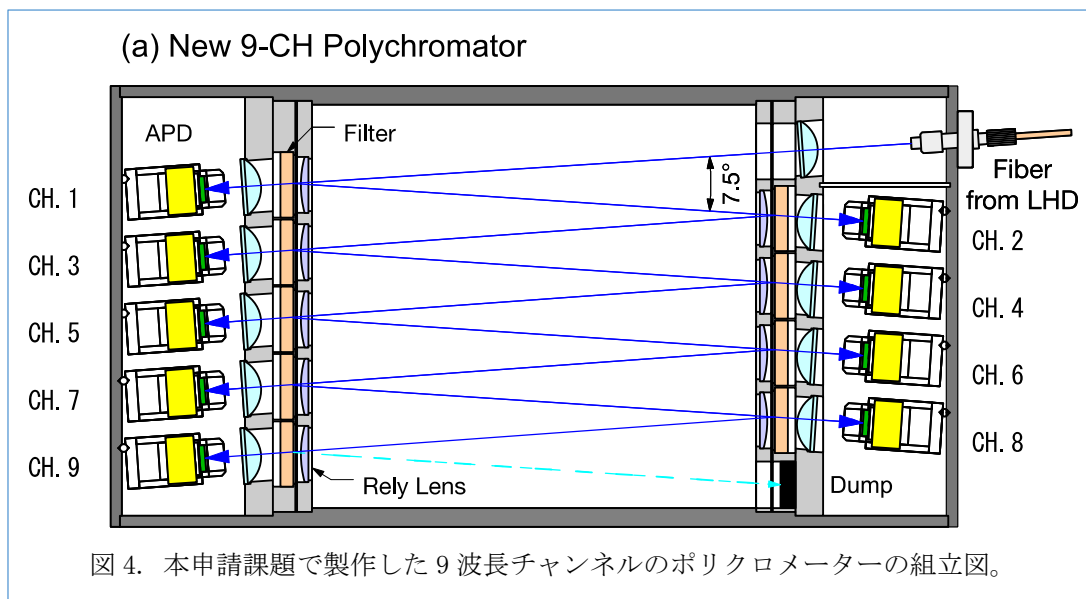 (a) New 9-CH Polychromator
APD
Filter
7.5°
Fiber
from LHD
CH. 1
CH. 2
CH. 3
CH. 4
CH. 5
CH. 6
CH. 7
CH. 8
CH. 9
Rely Lens
Dump
図 4. 本申請課題で製作した 9 波長チャンネルのポリクロメーターの組立図。